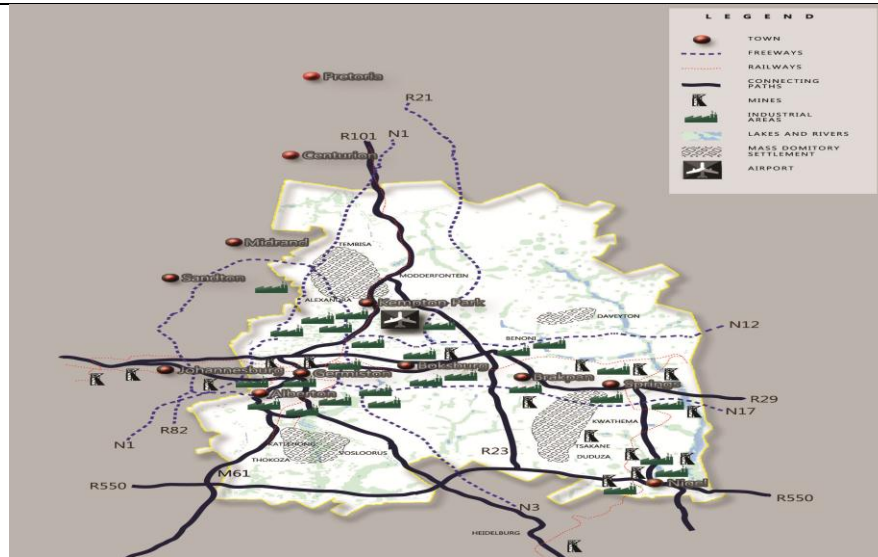 LEGEND
TOWN
FREEWAYS
RAILWAYS
CONNECTING
PATHS
MINES
INDUSTRIAL
AREAS
LAKES AND RIVERS
MASS DOMITORY
SETTLEMENT
AIRPORT
Pretoria
R21
R101
N1
Centurion
Midrand
TEMBISA
Sandton
MODDERFONTEIN
ALEXANDRA
Kempton Park
DAVEYTON
N12
BENONI
Johannesburg
Germiston
Boksburg
Brakpan
Springs
Alberton
R29
N17
R82
N1
KWATHEMA
KATLEHONG
VOSLOORUS
THOKOZA
R23
TSAKANE
DUDUZA
M61
R550
Nigel
R550
N3
HEIDELBURG